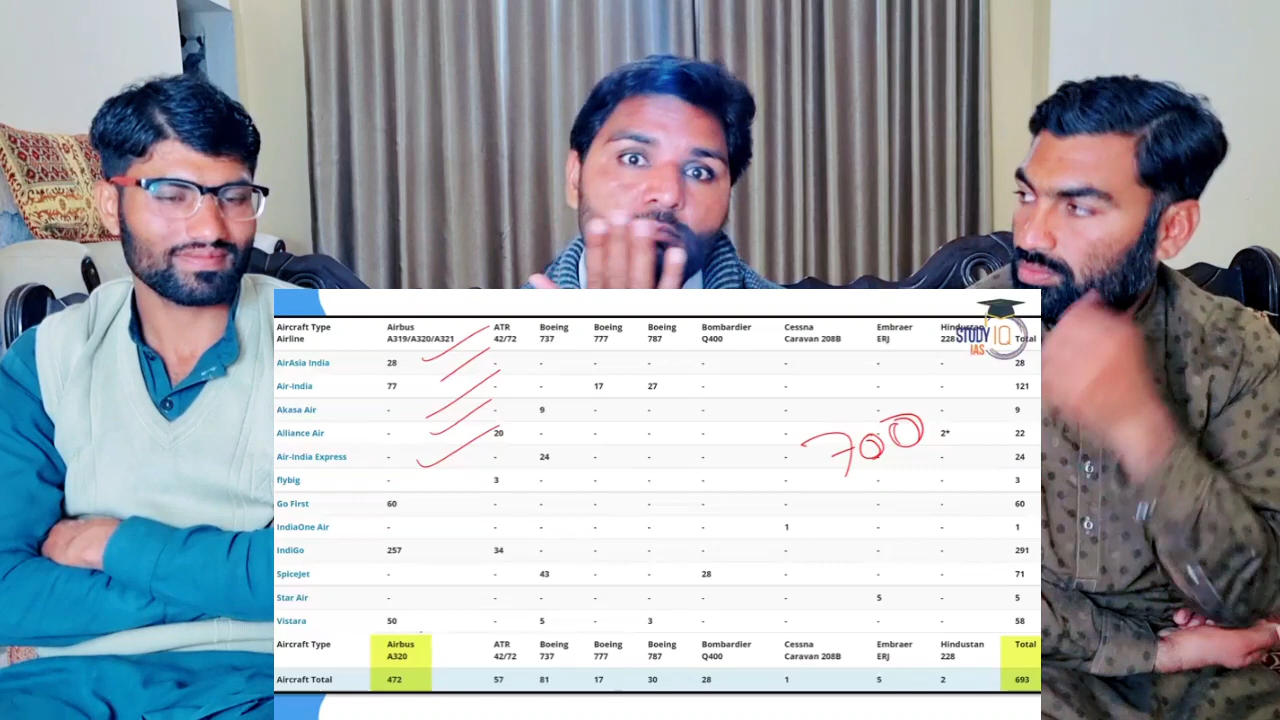 Aircraft Type Airbus ATR Boeing Boeing Boeing Bombardier Cessna Embraer Hindustan
Airline A319/A320/A321 42/72 737 777 787 Q400 Caravan 208B ERJ 228 Total
STUDY IQ
IAS
AirAsia India 28 - - - - - - - - 28
Air-India 77 - - 17 27 - - - - 121
Akasa Air - - 9 - - - - - - 9
Alliance Air - 20 - - - - - - 2* 22
700
Air-India Express - - 24 - - - - - - 24
flybig - 3 - - - - - - - 3
Go First 60 - - - - - - - - 60
IndiaOne Air - - - - - - 1 - - 1
IndiGo 257 34 - - - - - - - 291
SpiceJet - - 43 - - 28 - - - 71
Star Air - - - - - - - 5 - 5
Vistara 50 - 5 - 3 - - - - 58
Aircraft Type Airbus ATR Boeing Boeing Boeing Bombardier Cessna Embraer Hindustan Total
A320 42/72 737 777 787 Q400 Caravan 208B ERJ 228
Aircraft Total 472 57 81 17 30 28 1 5 2 693